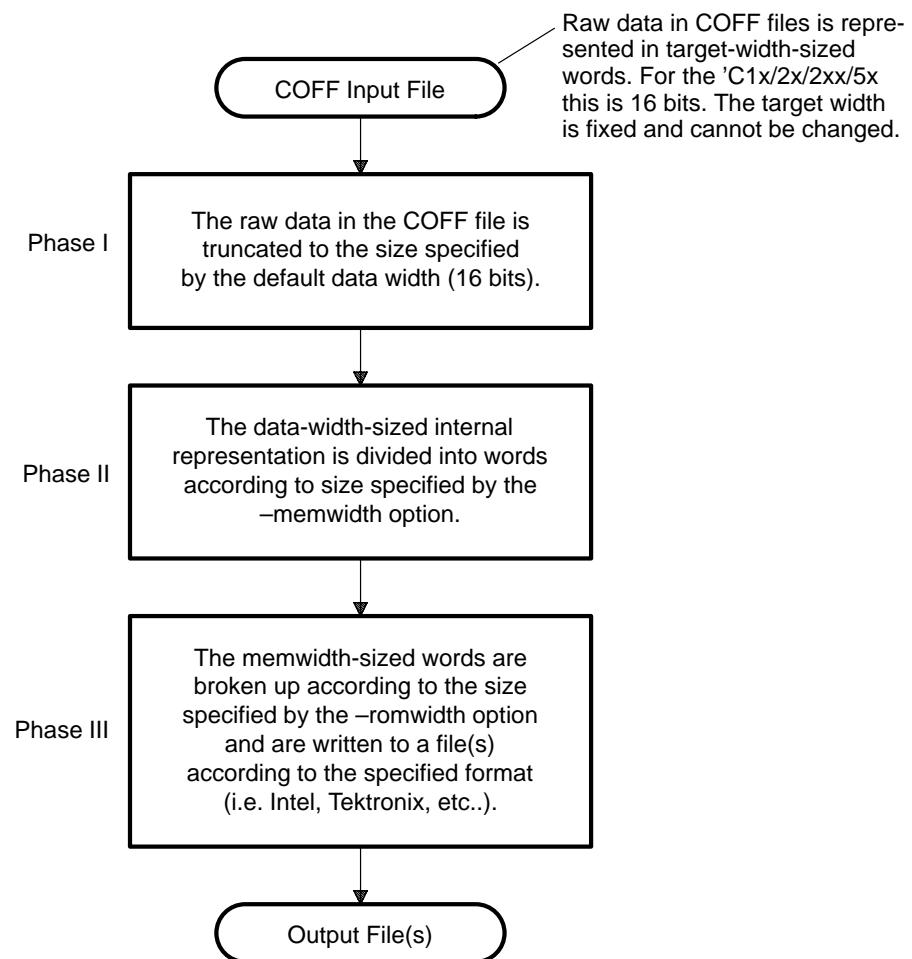 Raw data in COFF files is repre-
sented in target-width-sized
words. For the ’C1x/2x/2xx/5x
this is 16 bits. The target width
is fixed and cannot be changed.
COFF Input File
Phase I
The raw data in the COFF file is
truncated to the size specified
by the default data width (16 bits).
Phase II
The data-width-sized internal
representation is divided into words
according to size specified by the
–memwidth option.
Phase III
The memwidth-sized words are
broken up according to the size
specified by the –romwidth option
and are written to a file(s)
according to the specified format
(i.e. Intel, Tektronix, etc..).
Output File(s)